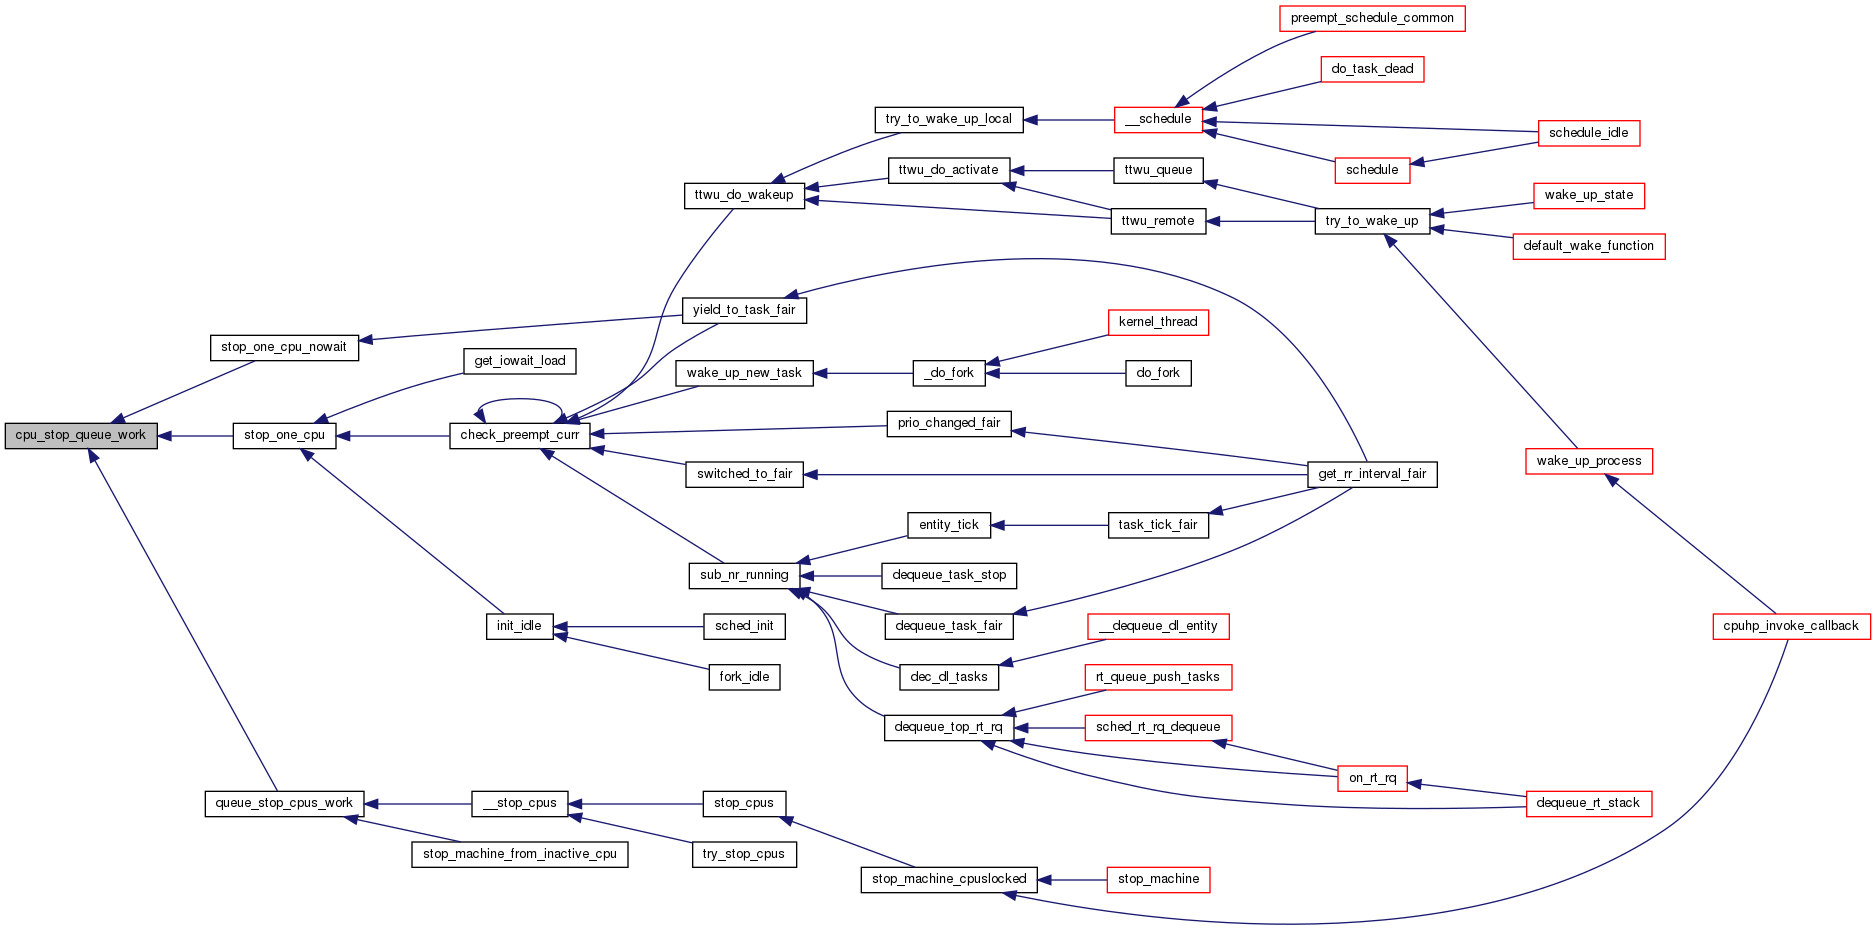 preempt_schedule_common
do_task_dead
try_to_wake_up_local
__schedule
schedule_idle
ttwu_do_activate
ttwu_queue
schedule
ttwu_do_wakeup
wake_up_state
ttwu_remote
try_to_wake_up
default_wake_function
yield_to_task_fair
kernel_thread
stop_one_cpu_nowait
get_iowait_load
wake_up_new_task
_do_fork
do_fork
prio_changed_fair
cpu_stop_queue_work
stop_one_cpu
check_preempt_curr
switched_to_fair
get_rr_interval_fair
wake_up_process
entity_tick
task_tick_fair
sub_nr_running
dequeue_task_stop
init_idle
sched_init
dequeue_task_fair
__dequeue_dl_entity
cpuhp_invoke_callback
fork_idle
dec_dl_tasks
rt_queue_push_tasks
dequeue_top_rt_rq
sched_rt_rq_dequeue
on_rt_rq
queue_stop_cpus_work
__stop_cpus
stop_cpus
dequeue_rt_stack
stop_machine_from_inactive_cpu
try_stop_cpus
stop_machine_cpuslocked
stop_machine